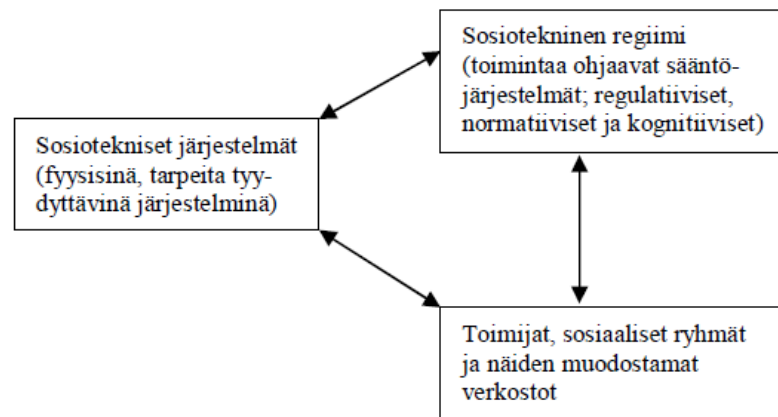 Sosiotekninen regiimi
(toimintaa ohjaavat sääntö-
järjestelmät; regulatiiviset,
normatiiviset ja kognitiiviset)
Sosiotekniset järjestelmät
(fyysisinä, tarpeita tyy-
dyttävinä järjestelminä)
Toimijat, sosiaaliset ryhmät
ja näiden muodostamat
verkostot